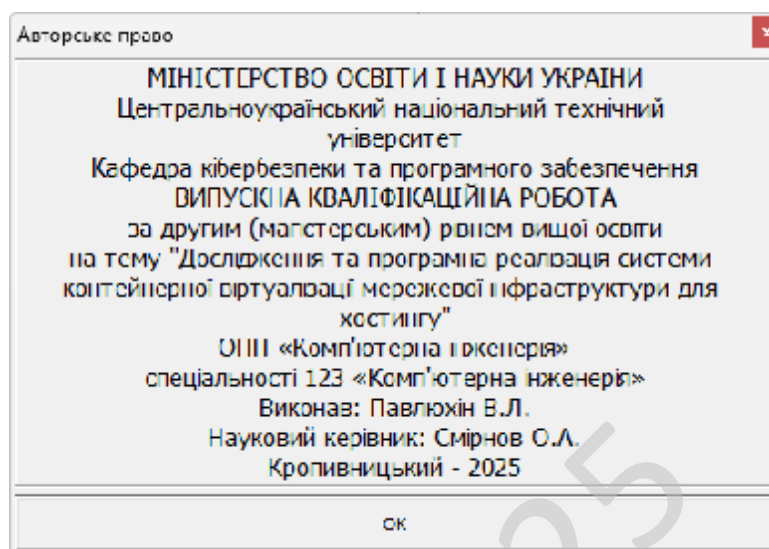 Авторське право
МІНІСТЕРСТВО ОСВІТИ І НАУКИ УКРАЇНИ
Центральноукраїнський національний технічний
університет
Кафедра кібербезпеки та програмного забезпечення
ВИПУСКНА КВАЛІФІКАЦІЙНА РОБОТА
за другим (магістерським) рівнем вищої освіти
на тему "Дослідження та програмна реалізація системи
контейнерної віртуалізації мережевої інфраструктури для
хостингу"
ОПП «Комп'ютерна інженерія»
спеціальності 123 «Комп'ютерна інженерія»
Виконав: Павлюхін В.Л.
Науковий керівник: Смірнов О.А.
Кропивницький - 2025
ОК
25